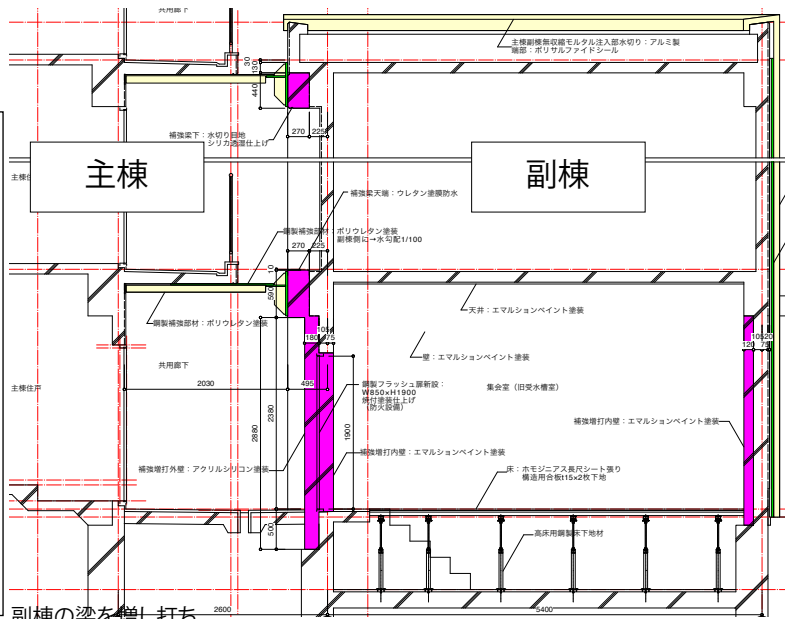 共用廊下
主棟副棟無収縮モルタル注入部水切り：アルミ製
端部：ポリサルファイドシール
30
130
440
270
225
補強梁下：水切り目地
シリカ透湿仕上げ
主棟
副棟
補強梁天端：ウレタン塗膜防水
鋼製補強部材：ポリウレタン塗装
副棟側に→水勾配1/100
270
225
10
590
天井：エマルションペイント塗装
鋼製補強部材：ポリウレタン塗装
105
180
75
10520
120
75
壁：エマルションペイント塗装
共用廊下
主棟住戸
2030
495
鋼製フラッシュ扉新設：
W850×H1900
焼付塗装仕上げ
（防火設備）
集会室（旧受水槽室）
2380
2880
1900
補強増打内壁：エマルションペイント塗装
補強増打外壁：アクリルシリコン塗装
補強増打内壁：エマルションペイント塗装
床：ホモジニアス長尺シート張り
構造用合板t15×2枚下地
500
高床用鋼製床下地材
2600
5400
副棟の梁を増し打ち